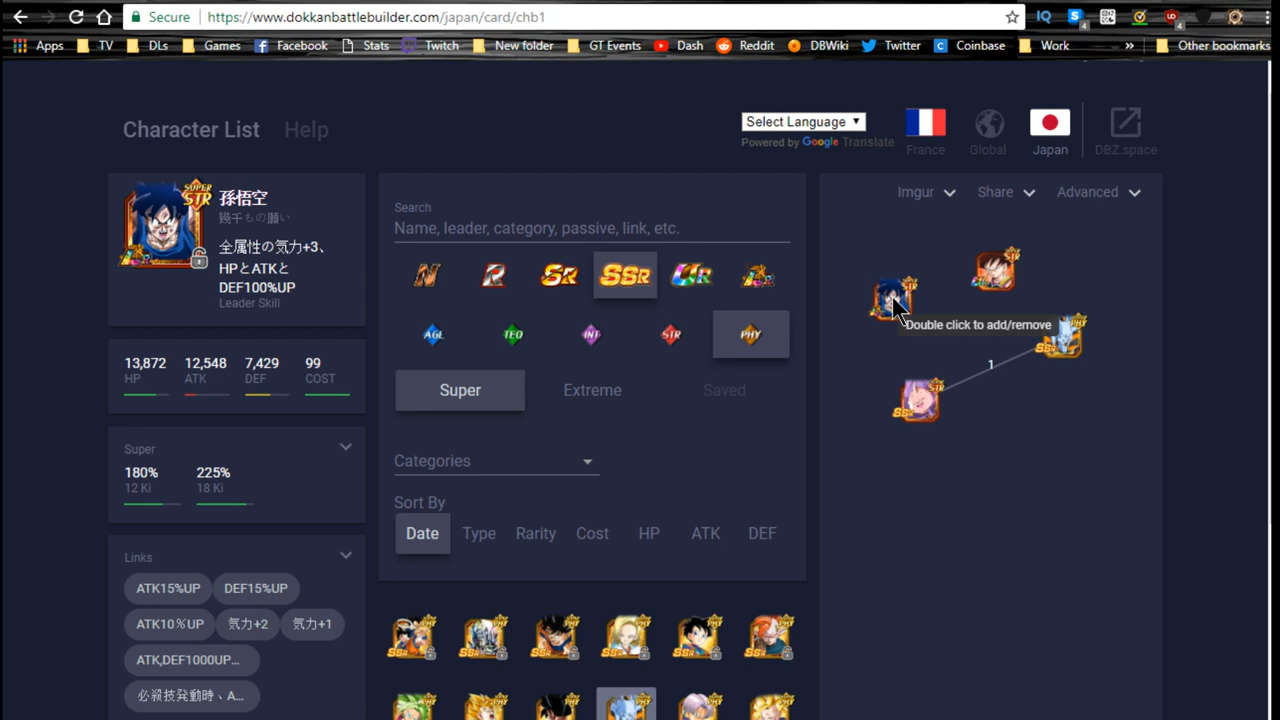 Secure
https://www.dokkanbattlebuilder.com/japan/card/chb1
IQ
Apps
TV
DLs
Games
Facebook
Stats
Twitch
New folder
GT Events
Dash
Reddit
DBWiki
Twitter
Coinbase
Work
»
Other bookmarks
Character List
Help
Select Language
Powered by Google Translate
France
Global
Japan
DBZ.space
SUPER
STR
孫悟空
幾千もの願い
全属性の気力+3、
HPとATKと
DEF100%UP
Leader Skill
13,872
12,548
7,429
99
HP
ATK
DEF
COST
Super
180%
225%
12 Ki
18 Ki
Links
ATK15%UP
DEF15%UP
ATK10%UP
気力+2
気力+1
ATK,DEF1000UP...
必殺技発動時、A...
Search
Name, leader, category, passive, link, etc.
N
R
SR
SSR
UR
AGL
TEQ
INT
STR
PHY
Super
Extreme
Saved
Categories
Sort By
Date
Type
Rarity
Cost
HP
ATK
DEF
Imgur
Share
Advanced
Double click to add/remove
1